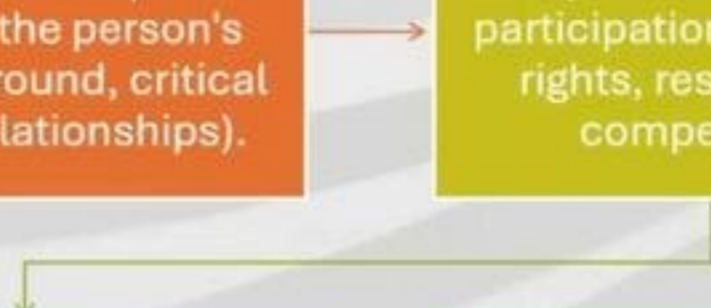 the person's
round, critical
lationships).
participation
rights, res
compe